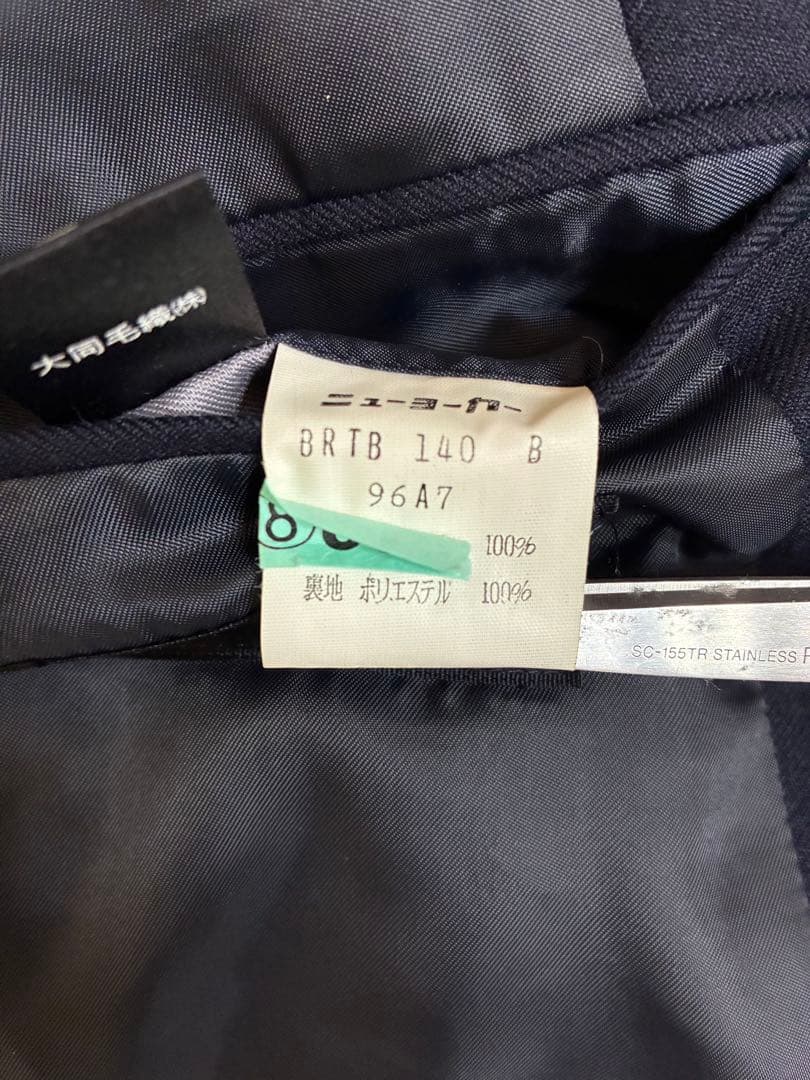 大同毛織(株)
ニューヨーカー
BRTB 140 B
96A7
8
100%
裏地 ポリエステル 100%
SC-155TR STAINLESS